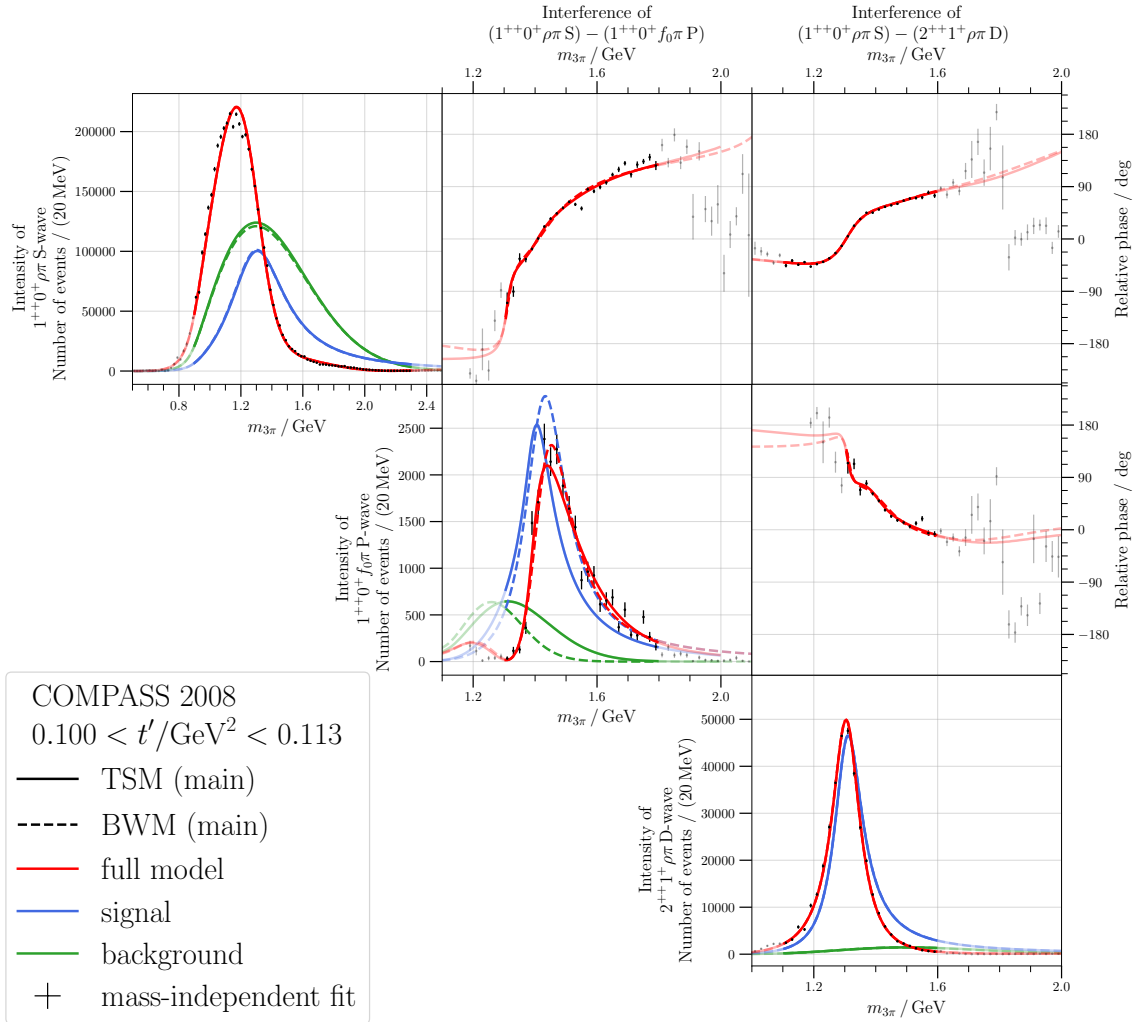 Interference of
(1⁺⁺0⁺ρπ S) − (1⁺⁺0⁺f₀π P)
m₃π / GeV
1.2 1.6 2.0
Interference of
(1⁺⁺0⁺ρπ S) − (2⁺⁺1⁺ρπ D)
m₃π / GeV
1.2 1.6 2.0
Intensity of
1⁺⁺0⁺ρπ S-wave
Number of events / (20 MeV)
200000
150000
100000
50000
0
0.8 1.2 1.6 2.0 2.4
m₃π / GeV
180
90
0
−90
−180
Relative phase / deg
Intensity of
1⁺⁺0⁺f₀π P-wave
Number of events / (20 MeV)
2500
2000
1500
1000
500
0
1.2 1.6 2.0
m₃π / GeV
180
90
0
−90
−180
Relative phase / deg
Intensity of
2⁺⁺1⁺ρπ D-wave
Number of events / (20 MeV)
50000
40000
30000
20000
10000
0
1.2 1.6 2.0
m₃π / GeV
COMPASS 2008
0.100 < t′/GeV² < 0.113
TSM (main)
BWM (main)
full model
signal
background
mass-independent fit